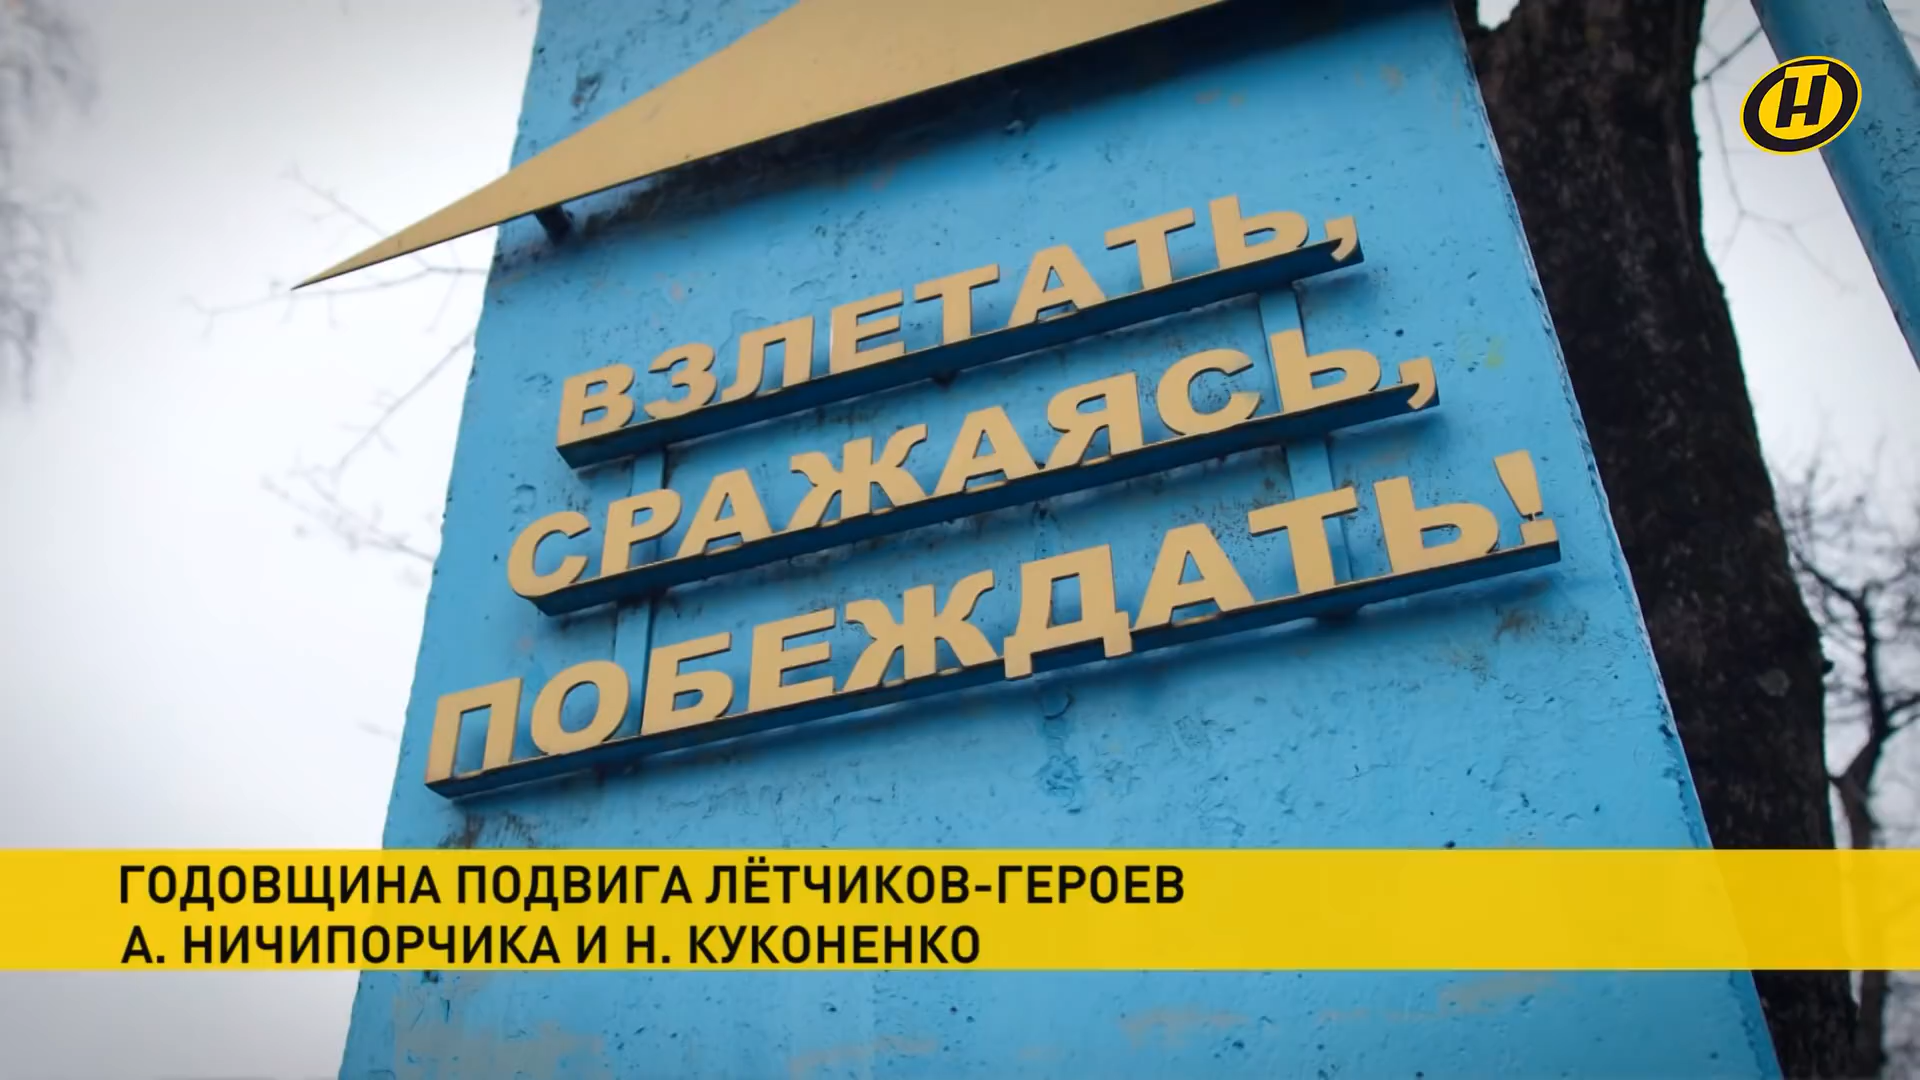 ВЗЛЕТАТЬ,
СРАЖАЯСЬ,
ПОБЕЖДАТЬ!
ГОДОВЩИНА ПОДВИГА ЛЁТЧИКОВ-ГЕРОЕВ
А. НИЧИПОРЧИКА И Н. КУКОНЕНКО